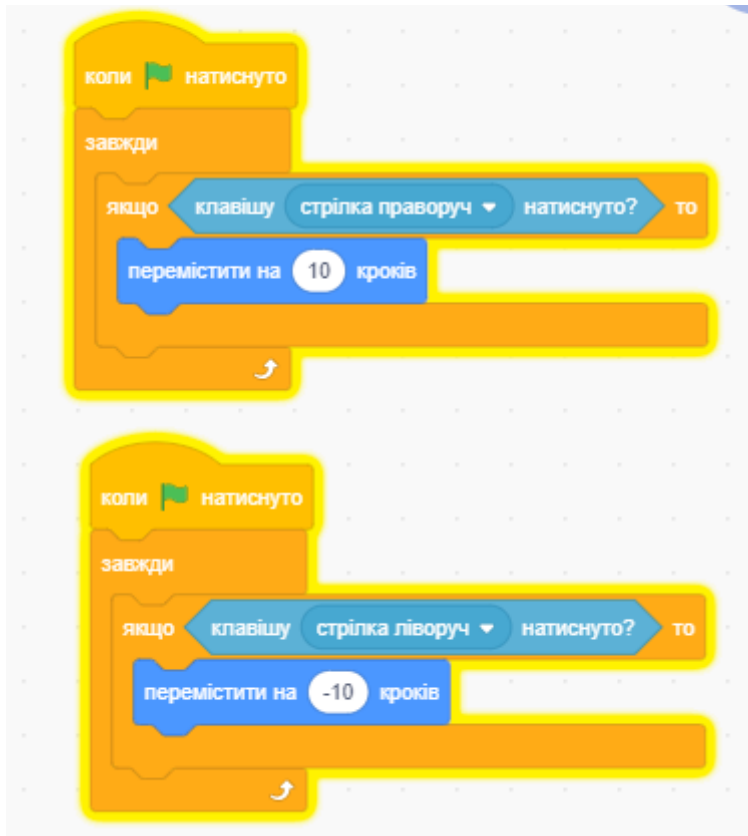 коли натиснуто
завжди
якщо клавішу стрілка праворуч натиснуто? то
перемістити на 10 кроків
коли натиснуто
завжди
якщо клавішу стрілка ліворуч натиснуто? то
перемістити на -10 кроків